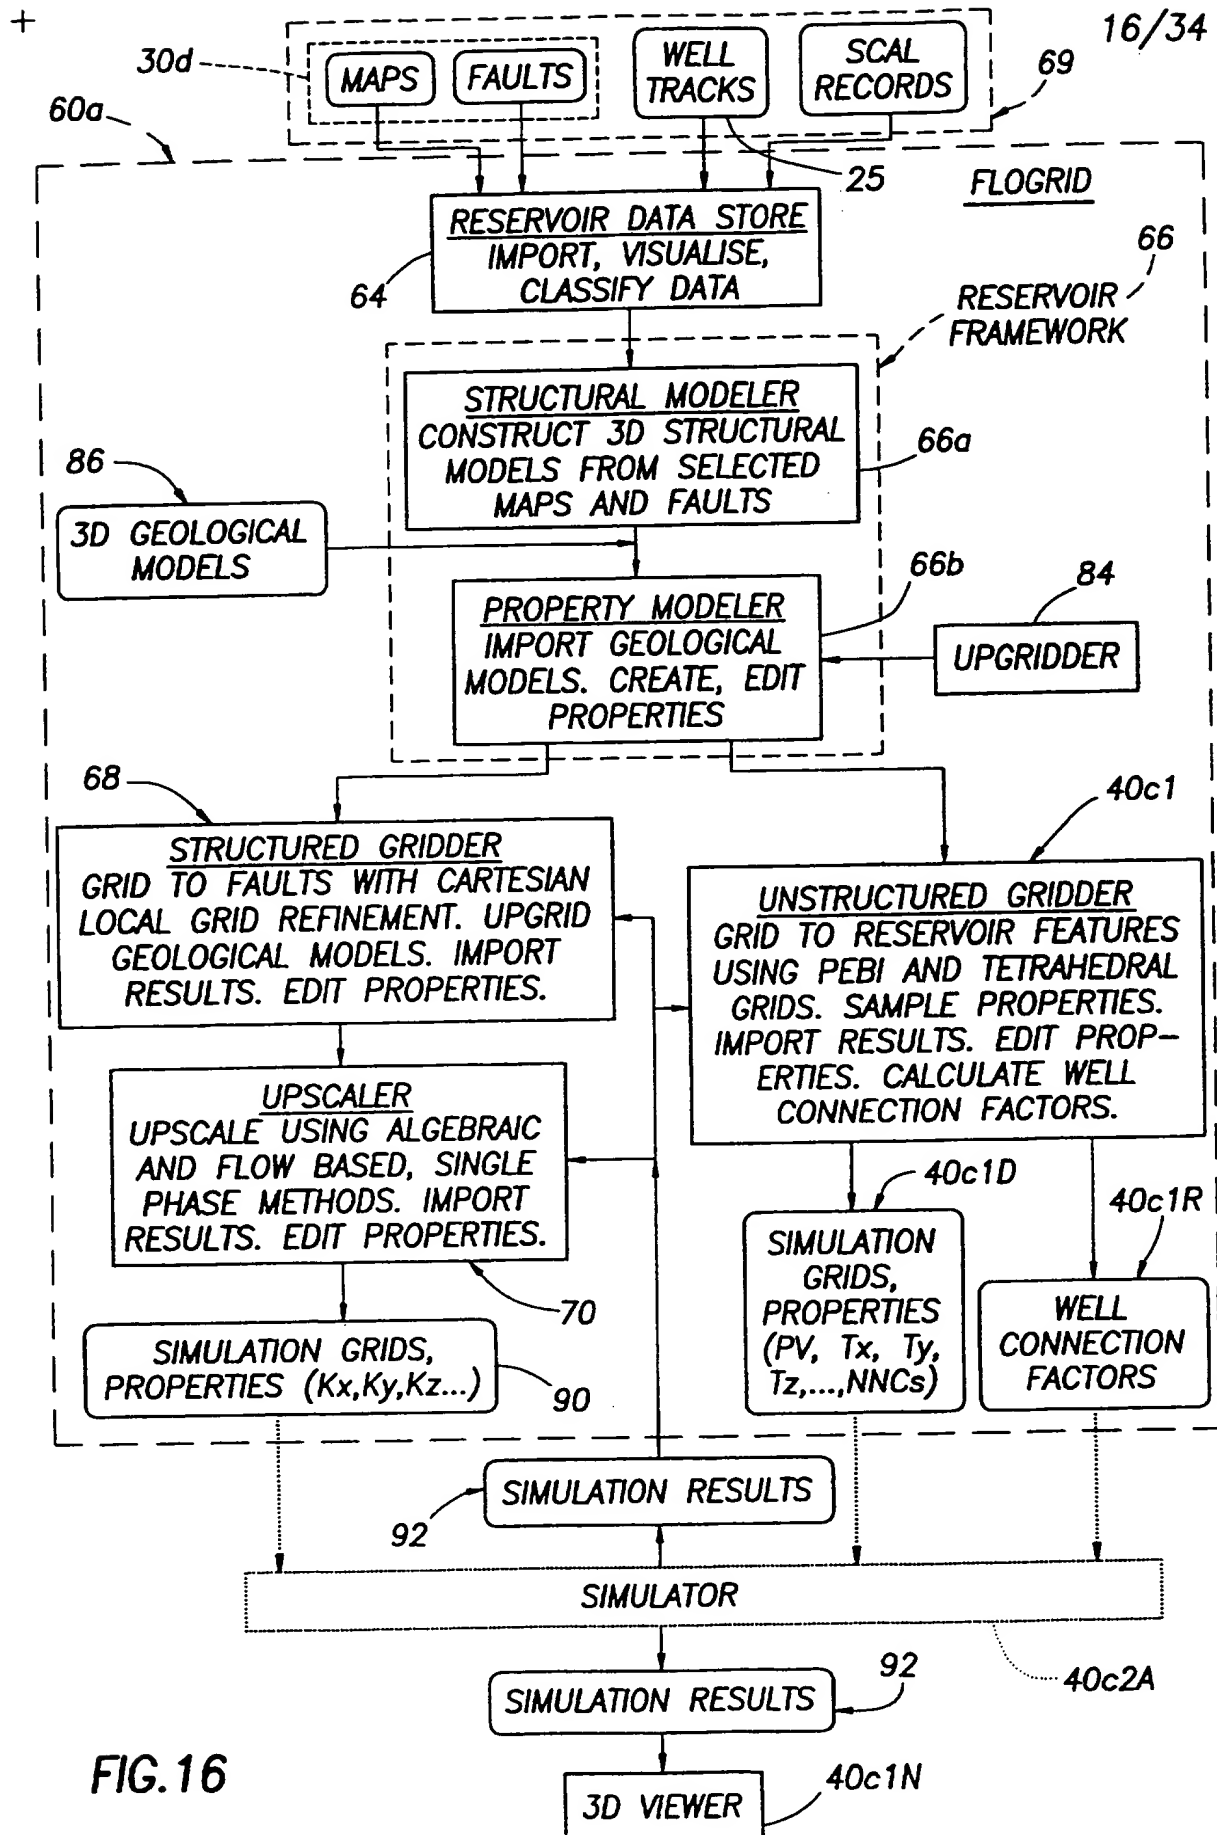 +
16/34
30d
MAPS
FAULTS
WELL
TRACKS
SCAL
RECORDS
69
60a
25
FLOGRID
RESERVOIR DATA STORE
IMPORT, VISUALISE,
CLASSIFY DATA
64
66
RESERVOIR
FRAMEWORK
STRUCTURAL MODELER
CONSTRUCT 3D STRUCTURAL
MODELS FROM SELECTED
MAPS AND FAULTS
66a
86
3D GEOLOGICAL
MODELS
66b
84
PROPERTY MODELER
IMPORT GEOLOGICAL
MODELS. CREATE, EDIT
PROPERTIES
UPGRIDDER
68
40c1
STRUCTURED GRIDDER
GRID TO FAULTS WITH CARTESIAN
LOCAL GRID REFINEMENT. UPGRID
GEOLOGICAL MODELS. IMPORT
RESULTS. EDIT PROPERTIES.
UNSTRUCTURED GRIDDER
GRID TO RESERVOIR FEATURES
USING PEBI AND TETRAHEDRAL
GRIDS. SAMPLE PROPERTIES.
IMPORT RESULTS. EDIT PROP-
ERTIES. CALCULATE WELL
CONNECTION FACTORS.
UPSCALER
UPSCALE USING ALGEBRAIC
AND FLOW BASED, SINGLE
PHASE METHODS. IMPORT
RESULTS. EDIT PROPERTIES.
70
40c1D
40c1R
SIMULATION
GRIDS,
PROPERTIES
(PV, Tx, Ty,
Tz,...,NNCs)
WELL
CONNECTION
FACTORS
SIMULATION GRIDS,
PROPERTIES (Kx,Ky,Kz...)
90
SIMULATION RESULTS
92
SIMULATOR
40c2A
SIMULATION RESULTS
92
FIG.16
3D VIEWER
40c1N